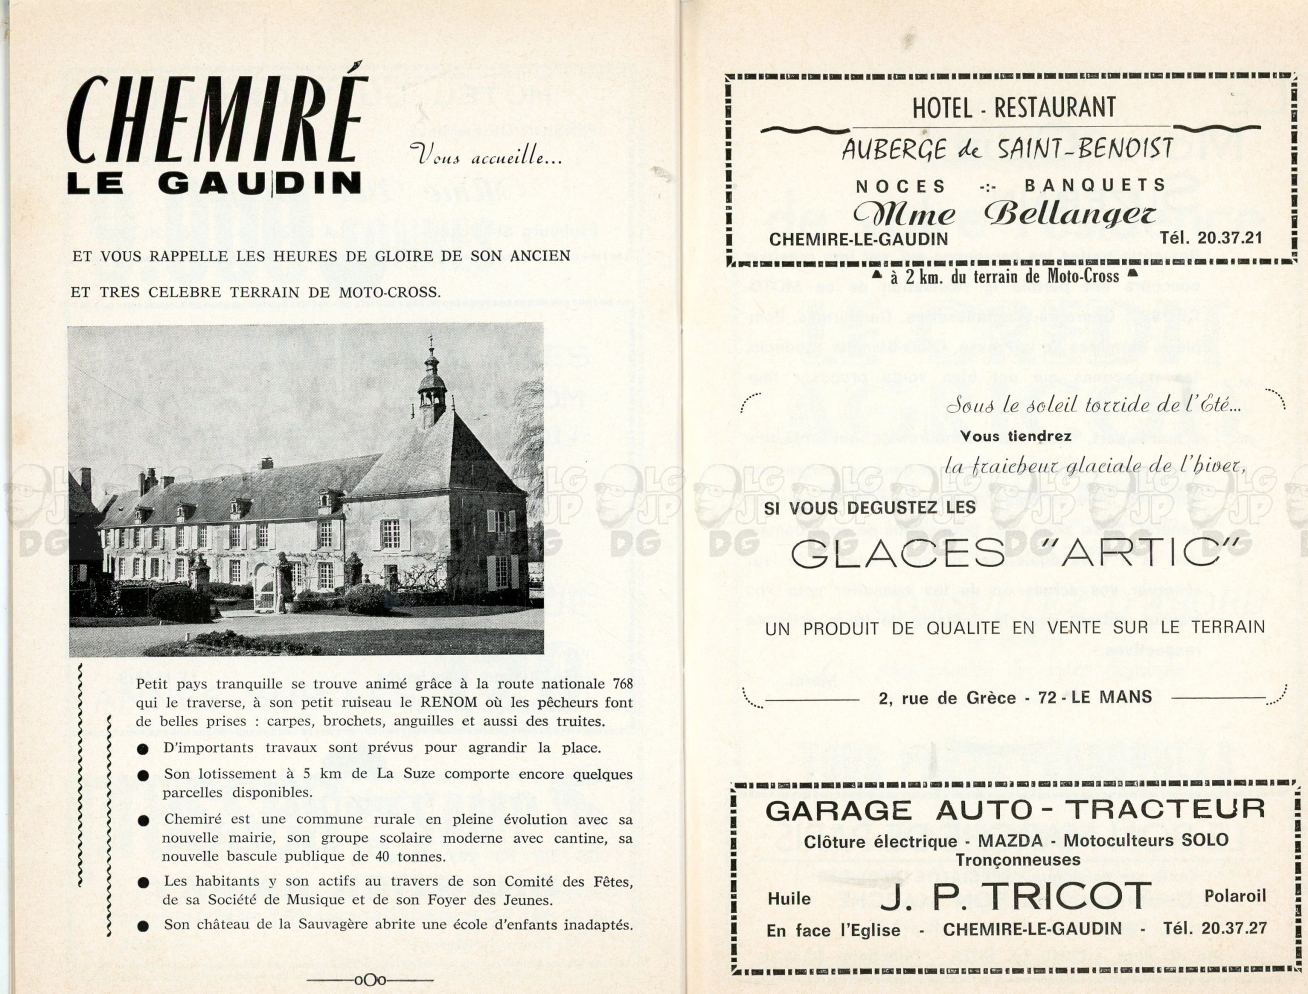 CHEMIRÉ
LE GAUDIN
Vous accueille...
ET VOUS RAPPELLE LES HEURES DE GLOIRE DE SON ANCIEN
ET TRES CELEBRE TERRAIN DE MOTO-CROSS.
Petit pays tranquille se trouve animé grâce à la route nationale 768
qui le traverse, à son petit ruiseau le RENOM où les pêcheurs font
de belles prises : carpes, brochets, anguilles et aussi des truites.
● D'importants travaux sont prévus pour agrandir la place.
● Son lotissement à 5 km de La Suze comporte encore quelques
parcelles disponibles.
● Chemiré est une commune rurale en pleine évolution avec sa
nouvelle mairie, son groupe scolaire moderne avec cantine, sa
nouvelle bascule publique de 40 tonnes.
● Les habitants y son actifs au travers de son Comité des Fêtes,
de sa Société de Musique et de son Foyer des Jeunes.
● Son château de la Sauvagère abrite une école d'enfants inadaptés.
oOo
HOTEL - RESTAURANT
AUBERGE de SAINT-BENOIST
NOCES -:- BANQUETS
Mme Bellanger
CHEMIRE-LE-GAUDIN Tél. 20.37.21
à 2 km. du terrain de Moto-Cross
Sous le soleil torride de l'Eté...
Vous tiendrez
la fraicheur glaciale de l'hiver,
SI VOUS DEGUSTEZ LES
GLACES "ARTIC"
UN PRODUIT DE QUALITE EN VENTE SUR LE TERRAIN
2, rue de Grèce - 72 - LE MANS
GARAGE AUTO - TRACTEUR
Clôture électrique - MAZDA - Motoculteurs SOLO
Tronçonneuses
Huile J. P. TRICOT Polaroil
En face l'Eglise - CHEMIRE-LE-GAUDIN - Tél. 20.37.27